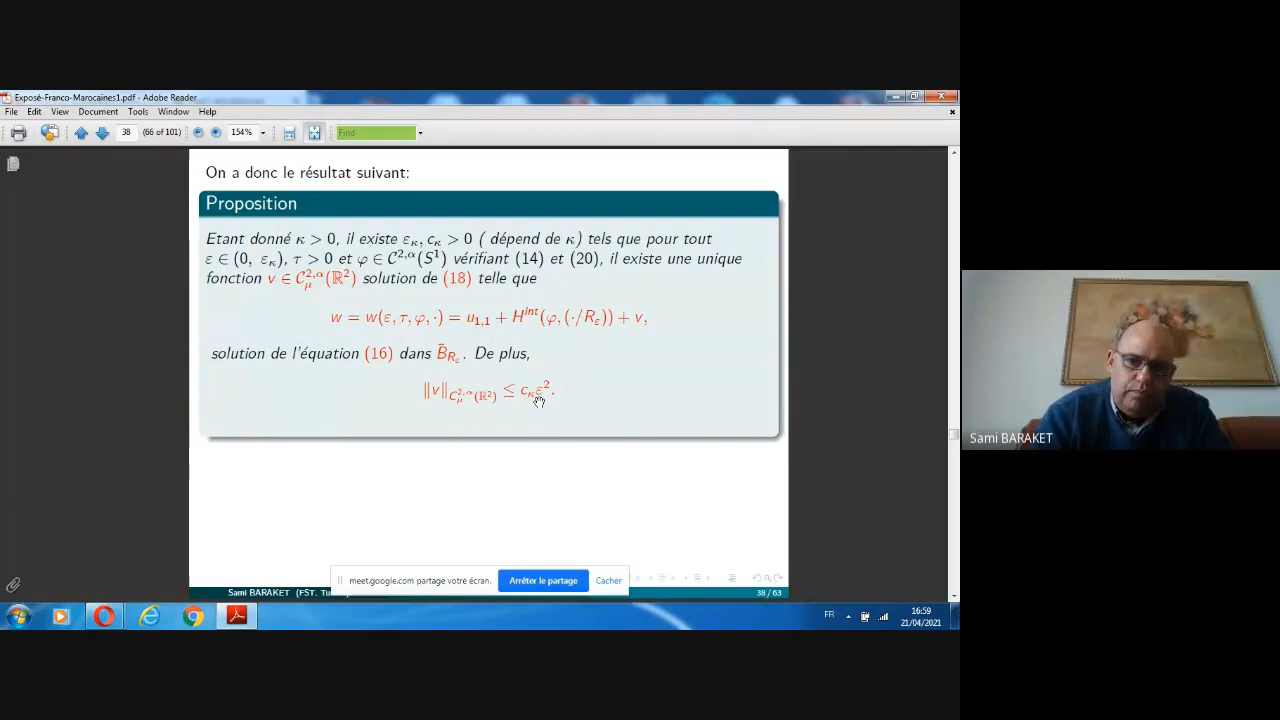 Exposé-Franco-Marocaines1.pdf - Adobe Reader
File Edit View Document Tools Window Help
38 (66 of 101) 154% Find
On a donc le résultat suivant:
Proposition
Etant donné κ > 0, il existe ε_κ, c_κ > 0 ( dépend de κ) tels que pour tout
ε ∈ (0, ε_κ), τ > 0 et φ ∈ C^{2,α}(S^1) vérifiant (14) et (20), il existe une unique
fonction v ∈ C_μ^{2,α}(ℝ^2) solution de (18) telle que
w = w(ε, τ, φ, ·) = u_{1,1} + H^{int}(φ, (·/R_ε)) + v,
solution de l'équation (16) dans B̄_{R_ε}. De plus,
‖v‖_{C_μ^{2,α}(ℝ^2)} ≤ c_κ ε^2.
Sami BARAKET
meet.google.com partage votre écran. Arrêter le partage Cacher
Sami BARAKET (FST, Tu 38 / 63
FR 16:59
21/04/2021